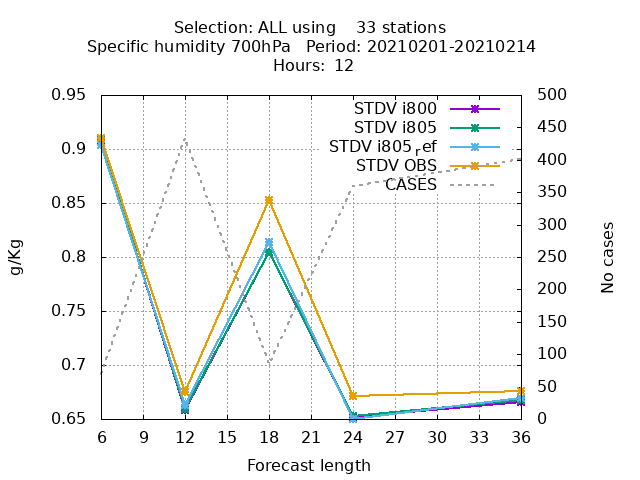 Selection: ALL using    33 stations
Specific humidity 700hPa   Period: 20210201-20210214
Hours:  12
STDV i800
STDV i805
STDV i805_ref
STDV OBS
CASES
0.95
0.9
0.85
0.8
0.75
0.7
0.65
g/Kg
500
450
400
350
300
250
200
150
100
50
0
No cases
6 9 12 15 18 21 24 27 30 33 36
Forecast length